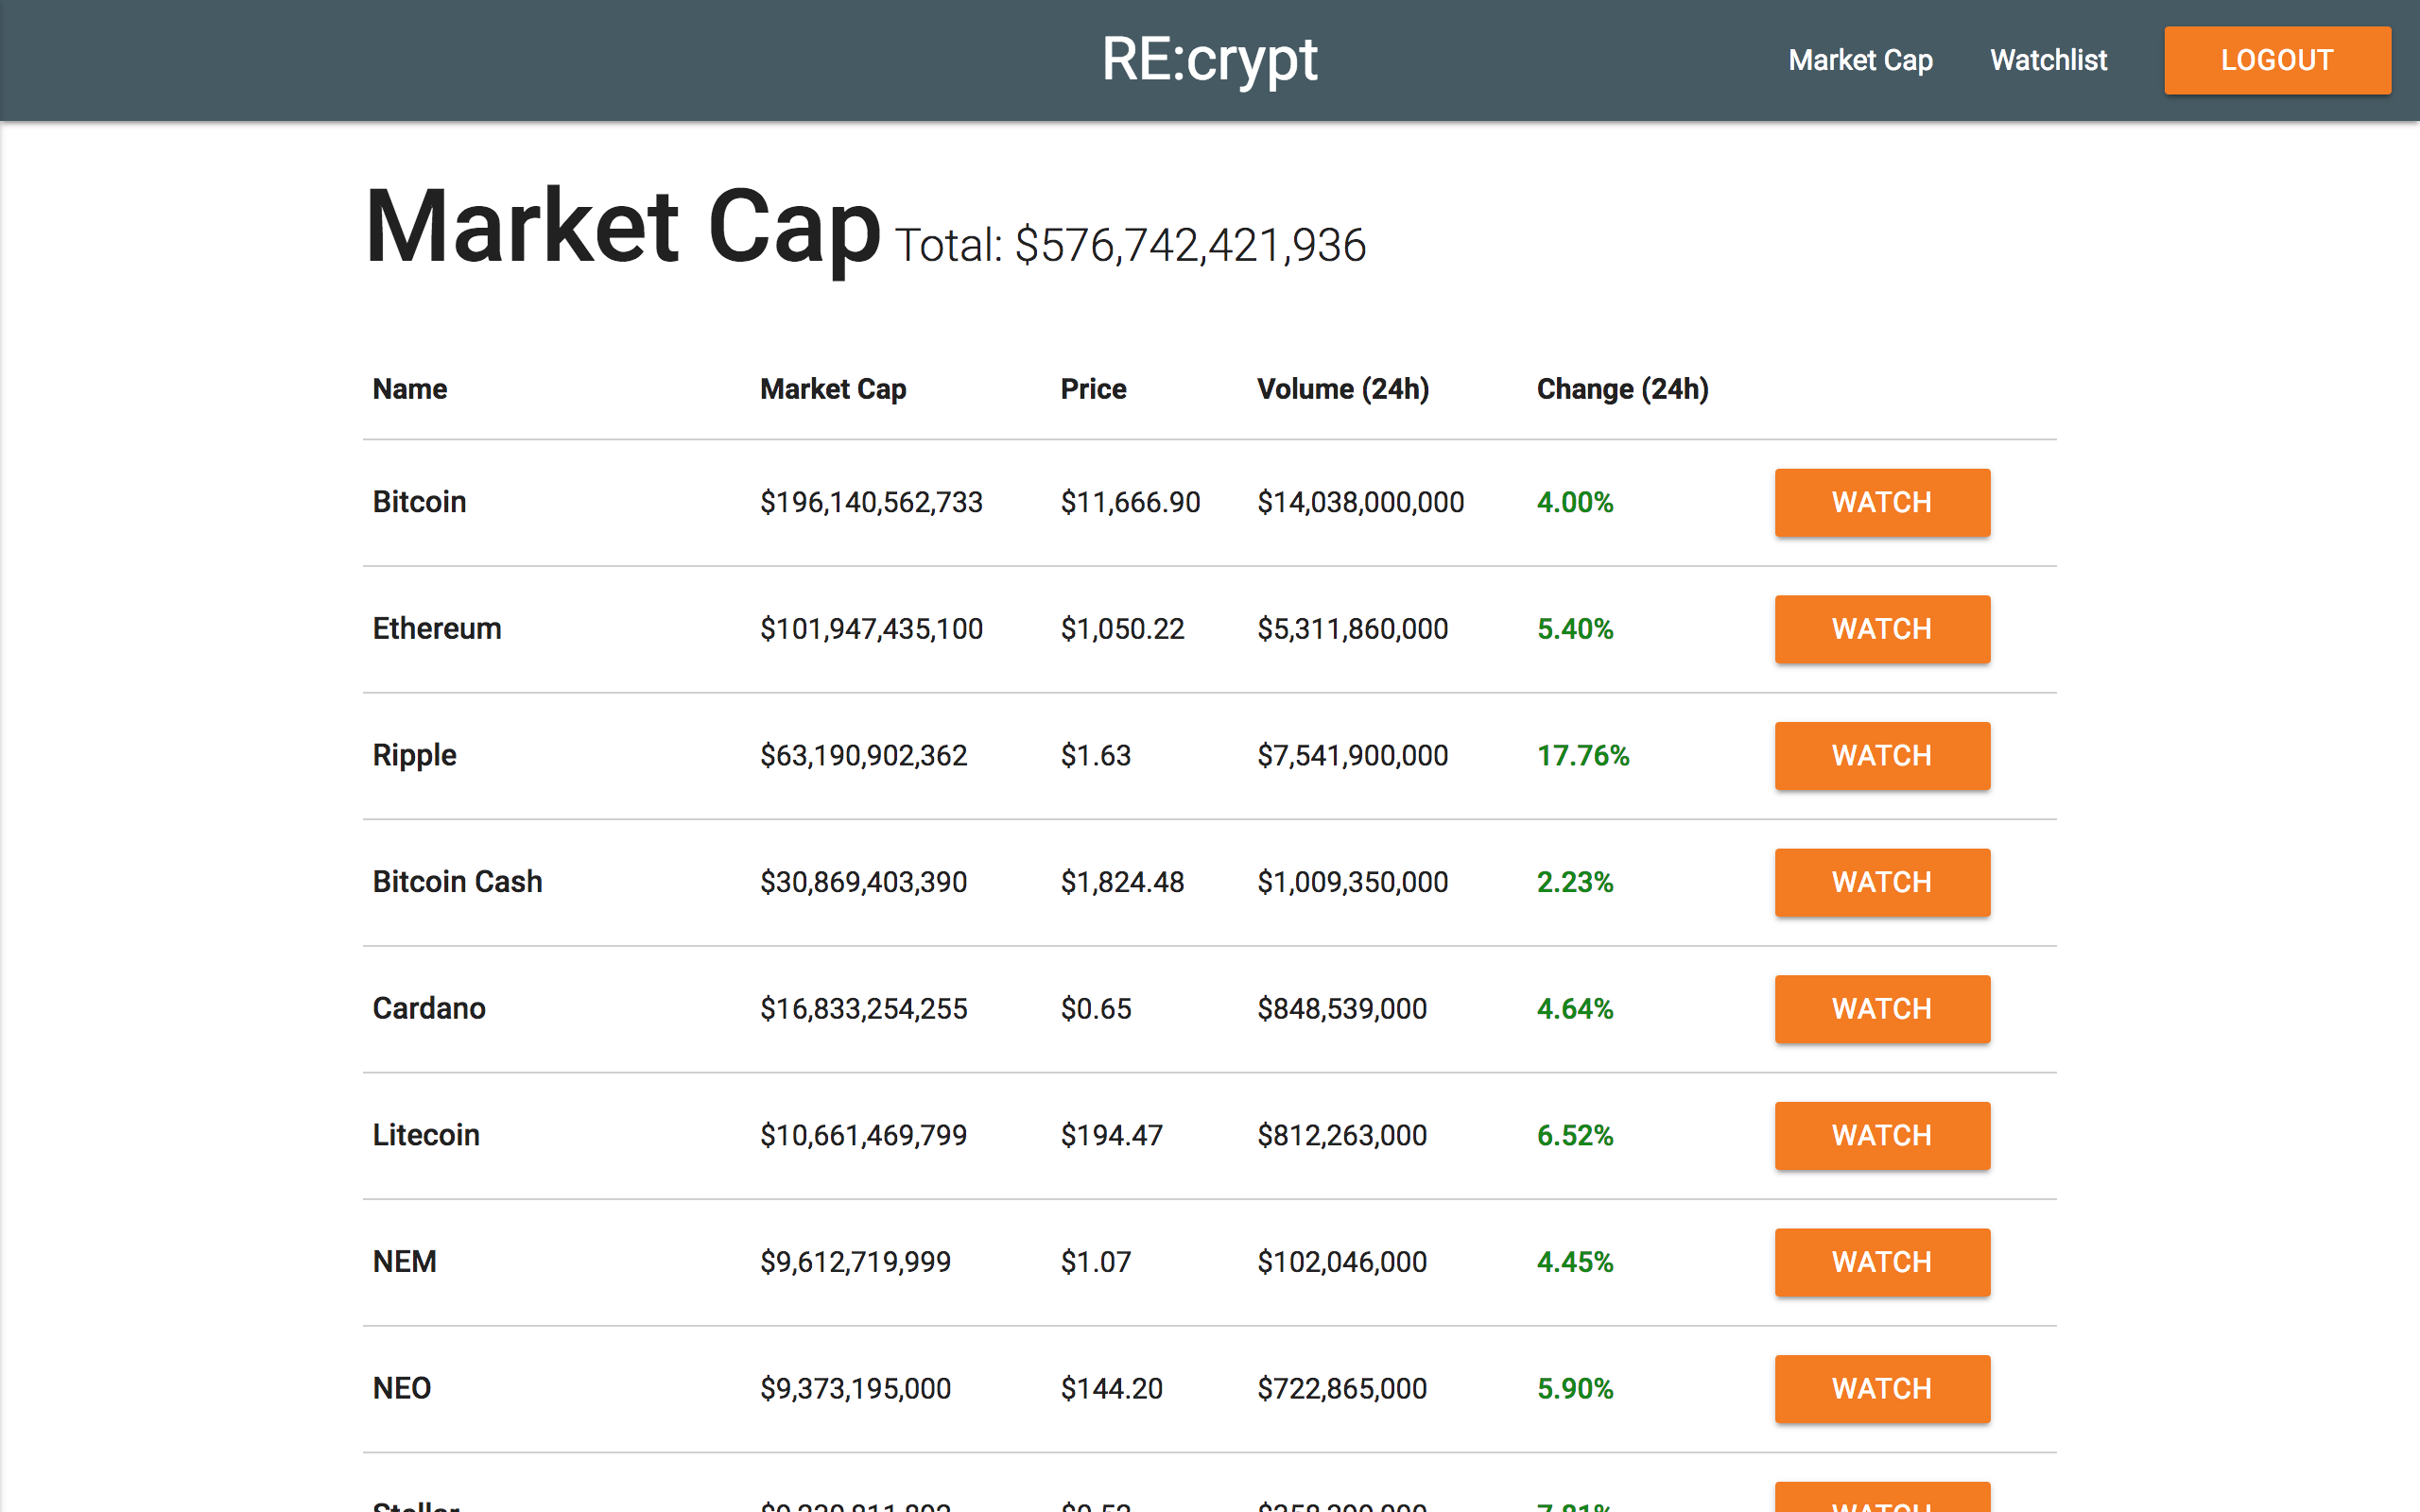 RE:crypt
Market Cap Watchlist LOGOUT
Market Cap Total: $576,742,421,936
Name Market Cap Price Volume (24h) Change (24h)
Bitcoin $196,140,562,733 $11,666.90 $14,038,000,000 4.00% WATCH
Ethereum $101,947,435,100 $1,050.22 $5,311,860,000 5.40% WATCH
Ripple $63,190,902,362 $1.63 $7,541,900,000 17.76% WATCH
Bitcoin Cash $30,869,403,390 $1,824.48 $1,009,350,000 2.23% WATCH
Cardano $16,833,254,255 $0.65 $848,539,000 4.64% WATCH
Litecoin $10,661,469,799 $194.47 $812,263,000 6.52% WATCH
NEM $9,612,719,999 $1.07 $102,046,000 4.45% WATCH
NEO $9,373,195,000 $144.20 $722,865,000 5.90% WATCH
Stellar WATCH